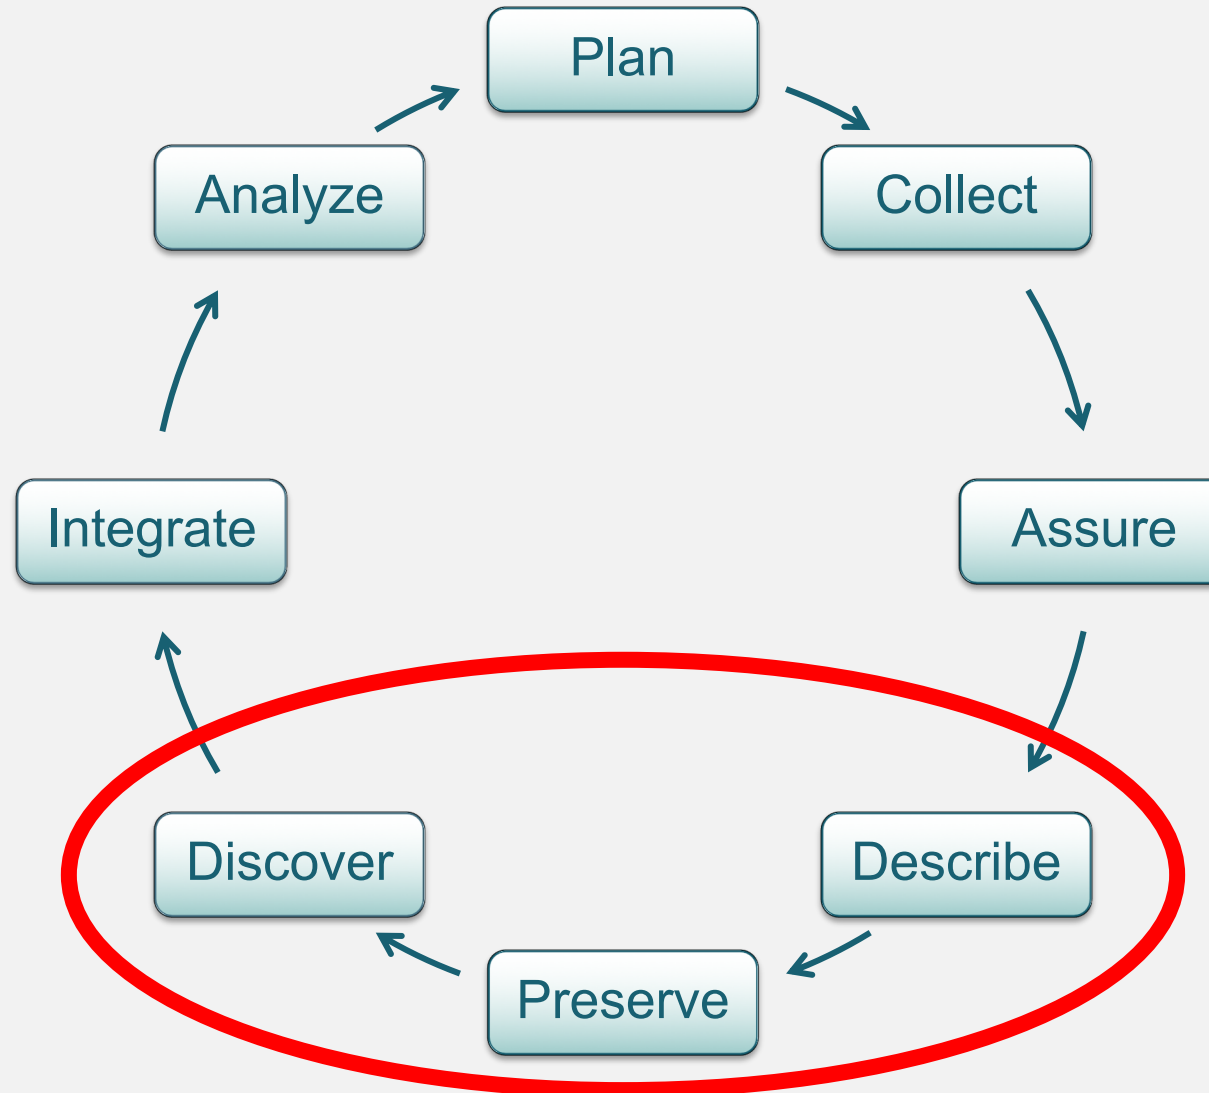 Plan
Collect
Assure
Describe
Preserve
Discover
Integrate
Analyze